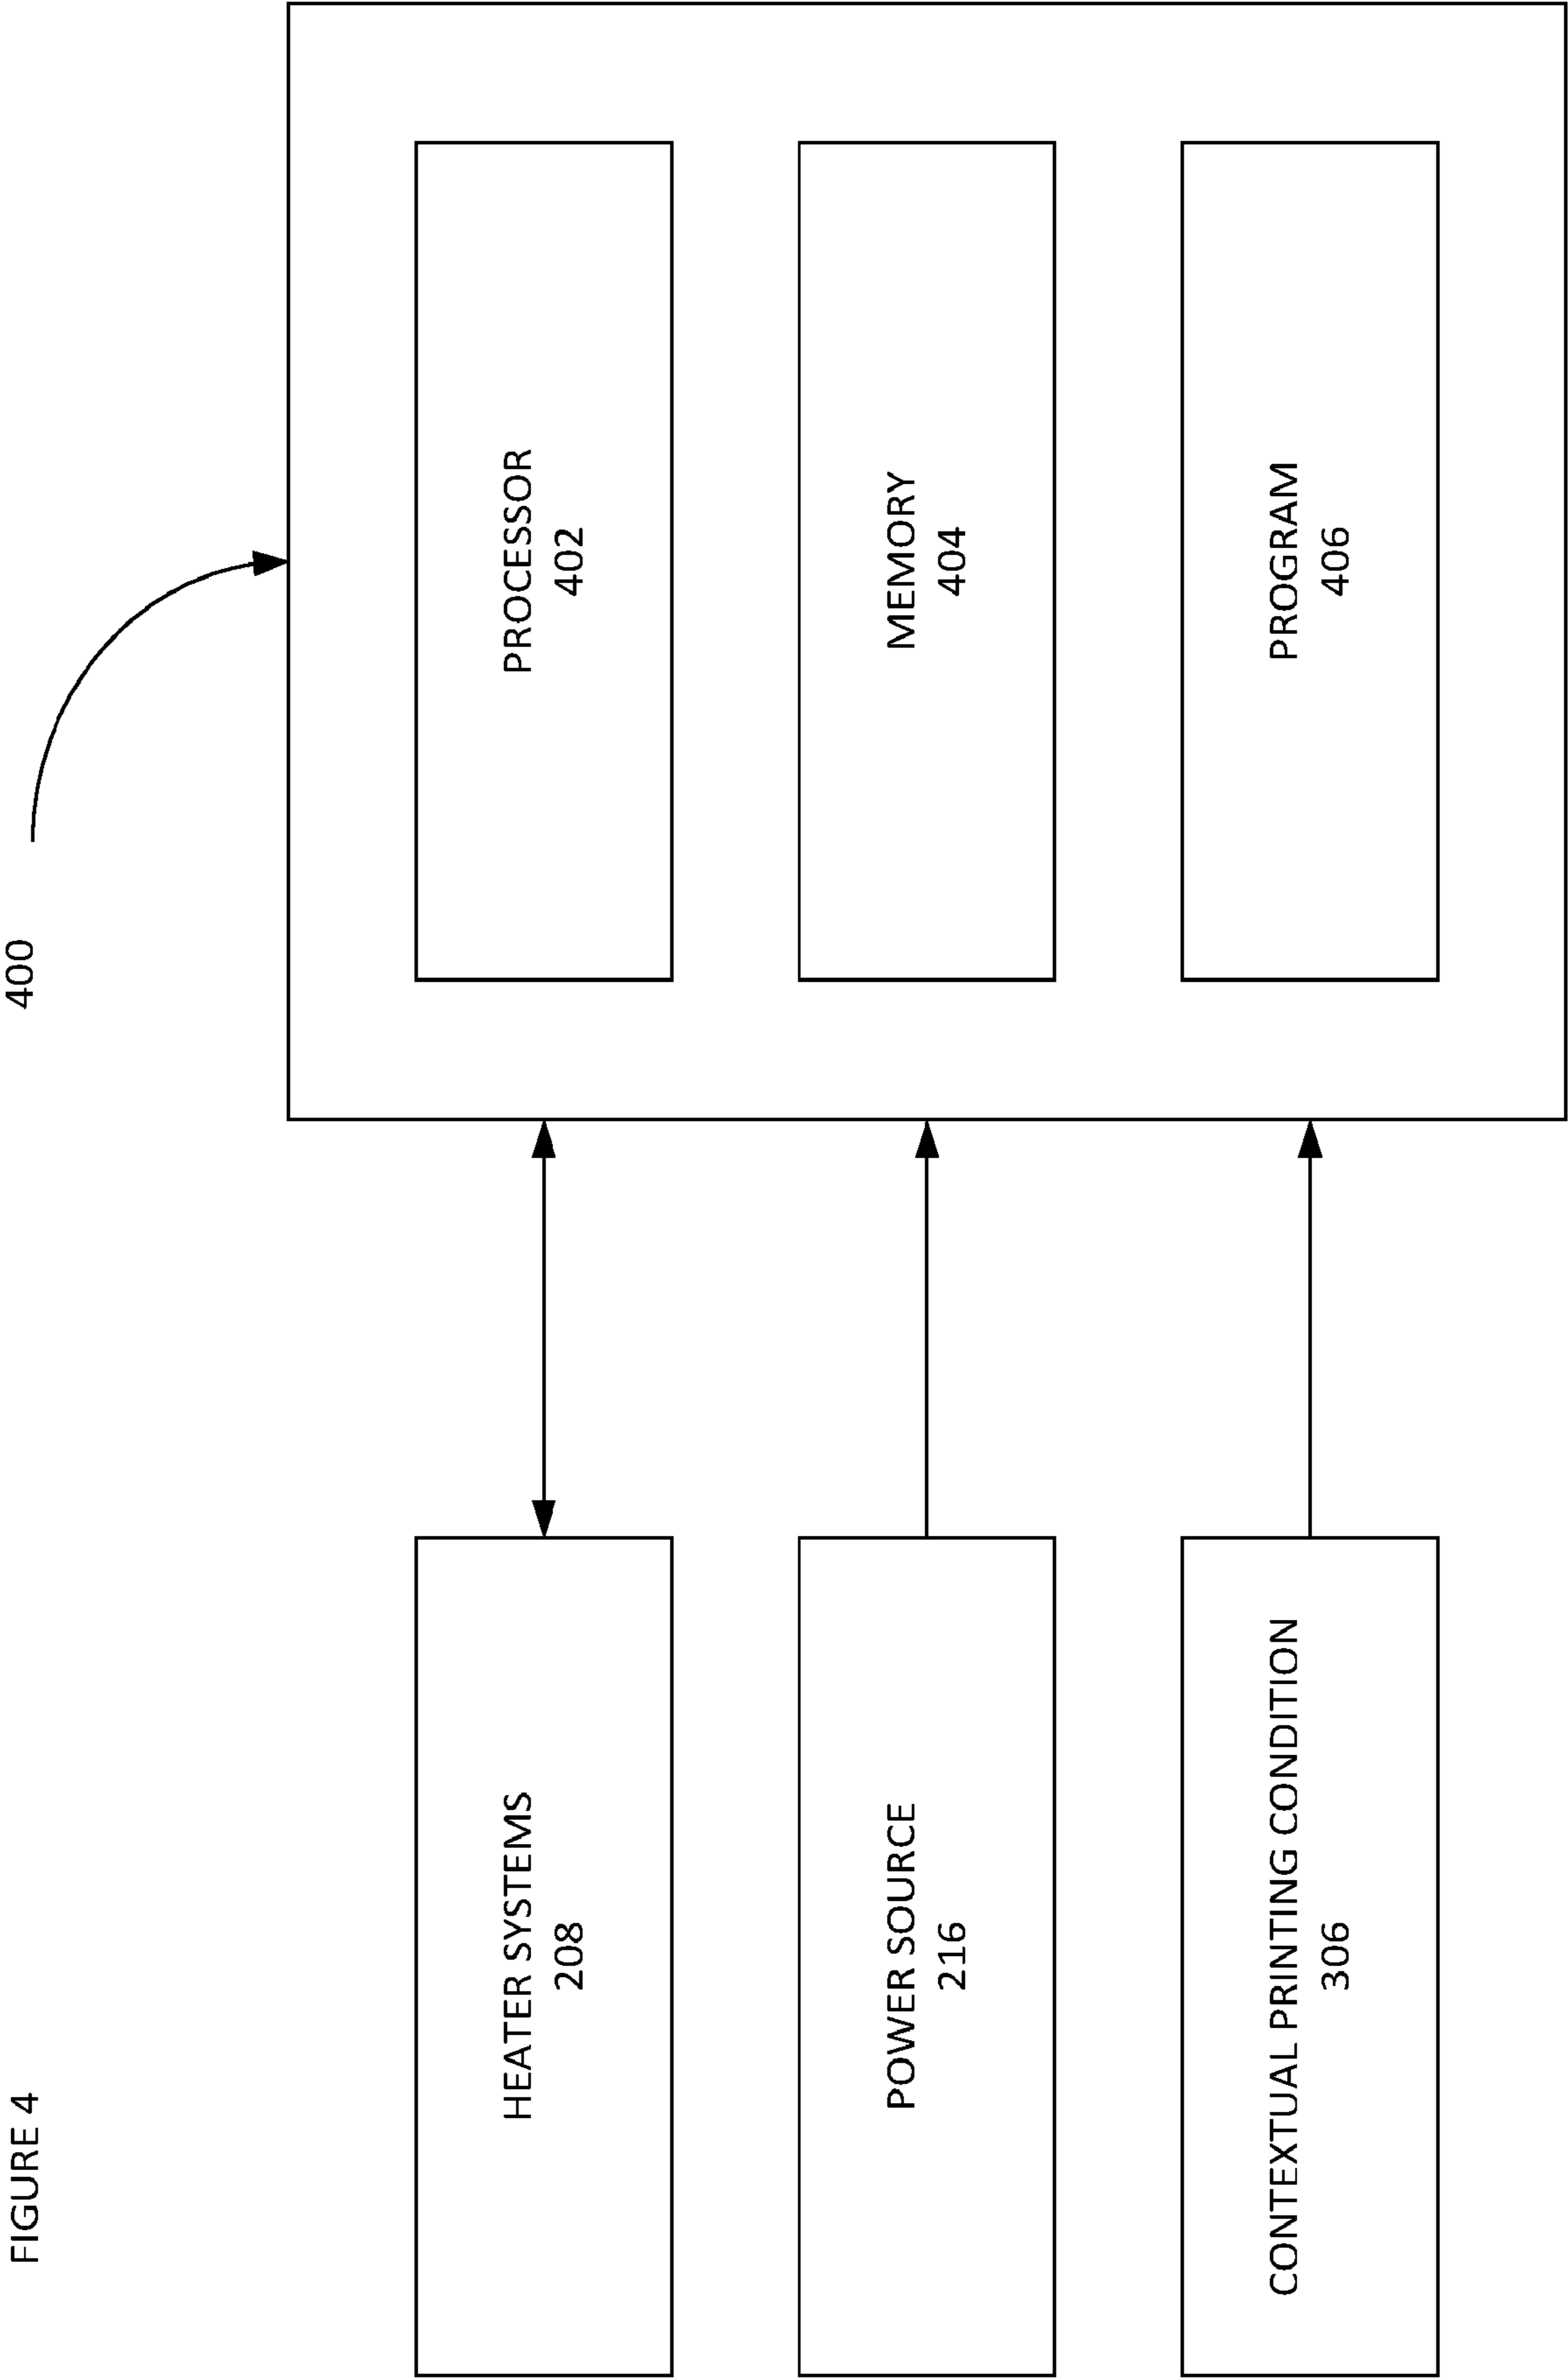 FIGURE 4
400
HEATER SYSTEMS
208
POWER SOURCE
216
CONTEXTUAL PRINTING CONDITION
306
PROCESSOR
402
MEMORY
404
PROGRAM
406